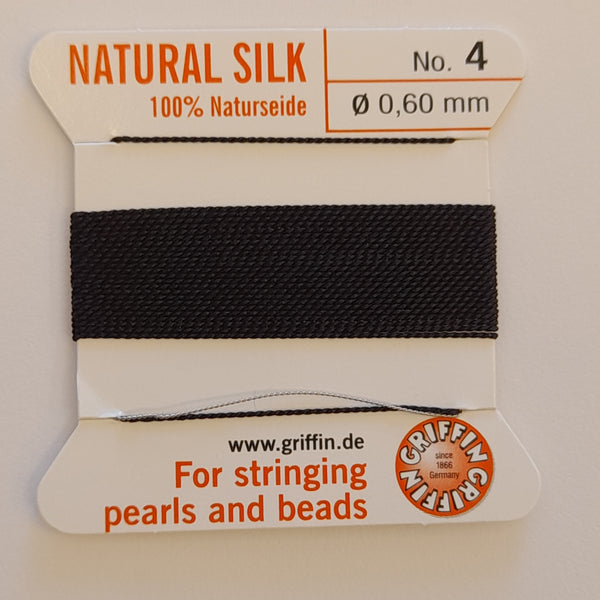 NATURAL SILK
100% Naturseide
No. 4
Ø 0,60 mm
www.griffin.de
For stringing
pearls and beads
GRIFFIN GRIFFIN
since
1866
Germany